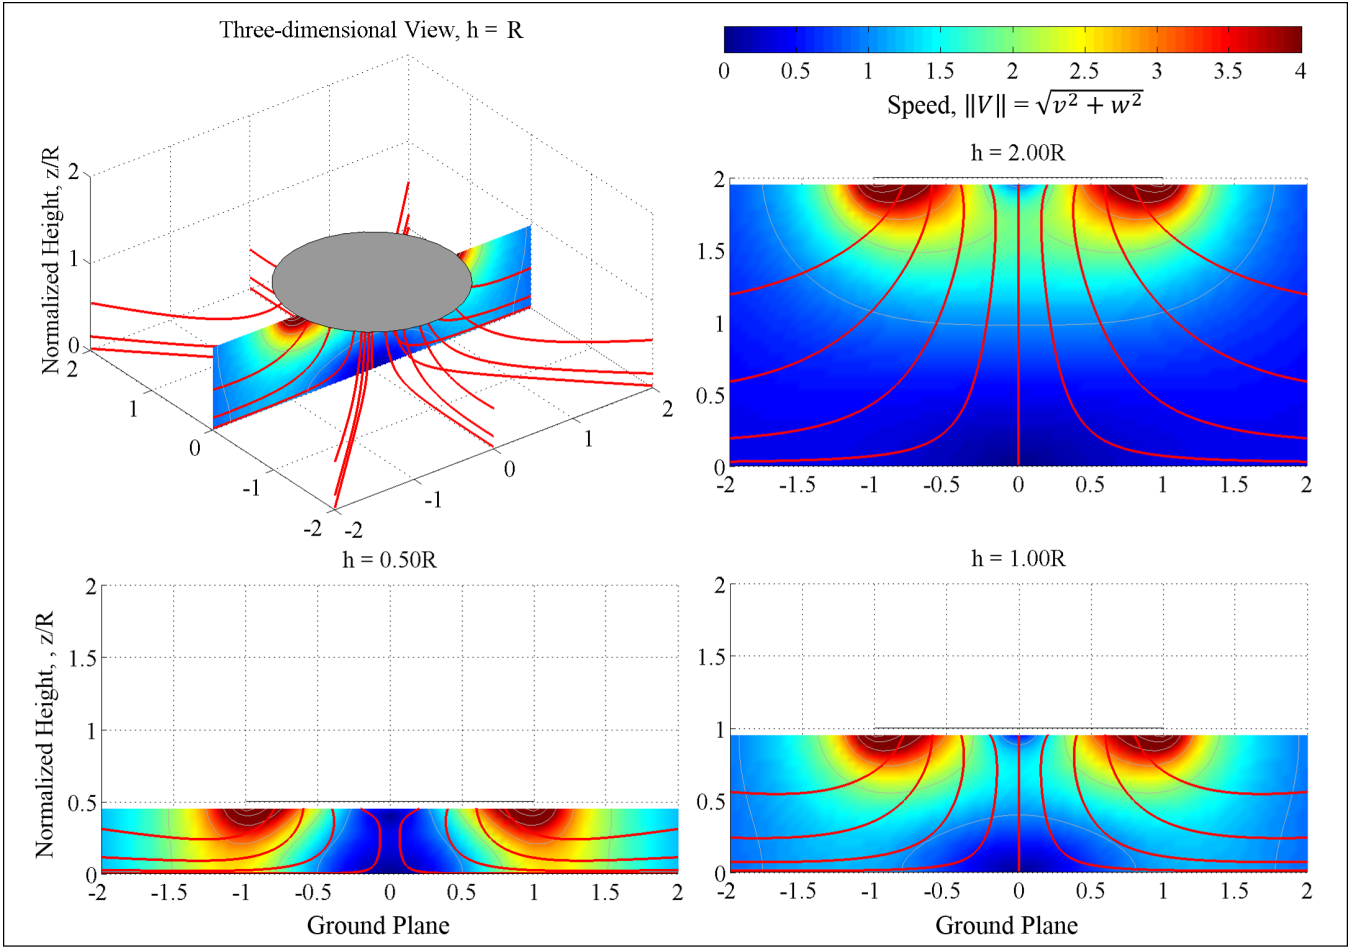 Three-dimensional View, h = R
Normalized Height, z/R
2
1
0
2
1
0
-1
-2
-2
-1
0
1
2
0 0.5 1 1.5 2 2.5 3 3.5 4
Speed, ‖V‖ = √v² + w²
h = 2.00R
2
1.5
1
0.5
0
-2 -1.5 -1 -0.5 0 0.5 1 1.5 2
h = 0.50R
Normalized Height, , z/R
2
1.5
1
0.5
0
-2 -1.5 -1 -0.5 0 0.5 1 1.5 2
Ground Plane
h = 1.00R
2
1.5
1
0.5
0
-2 -1.5 -1 -0.5 0 0.5 1 1.5 2
Ground Plane